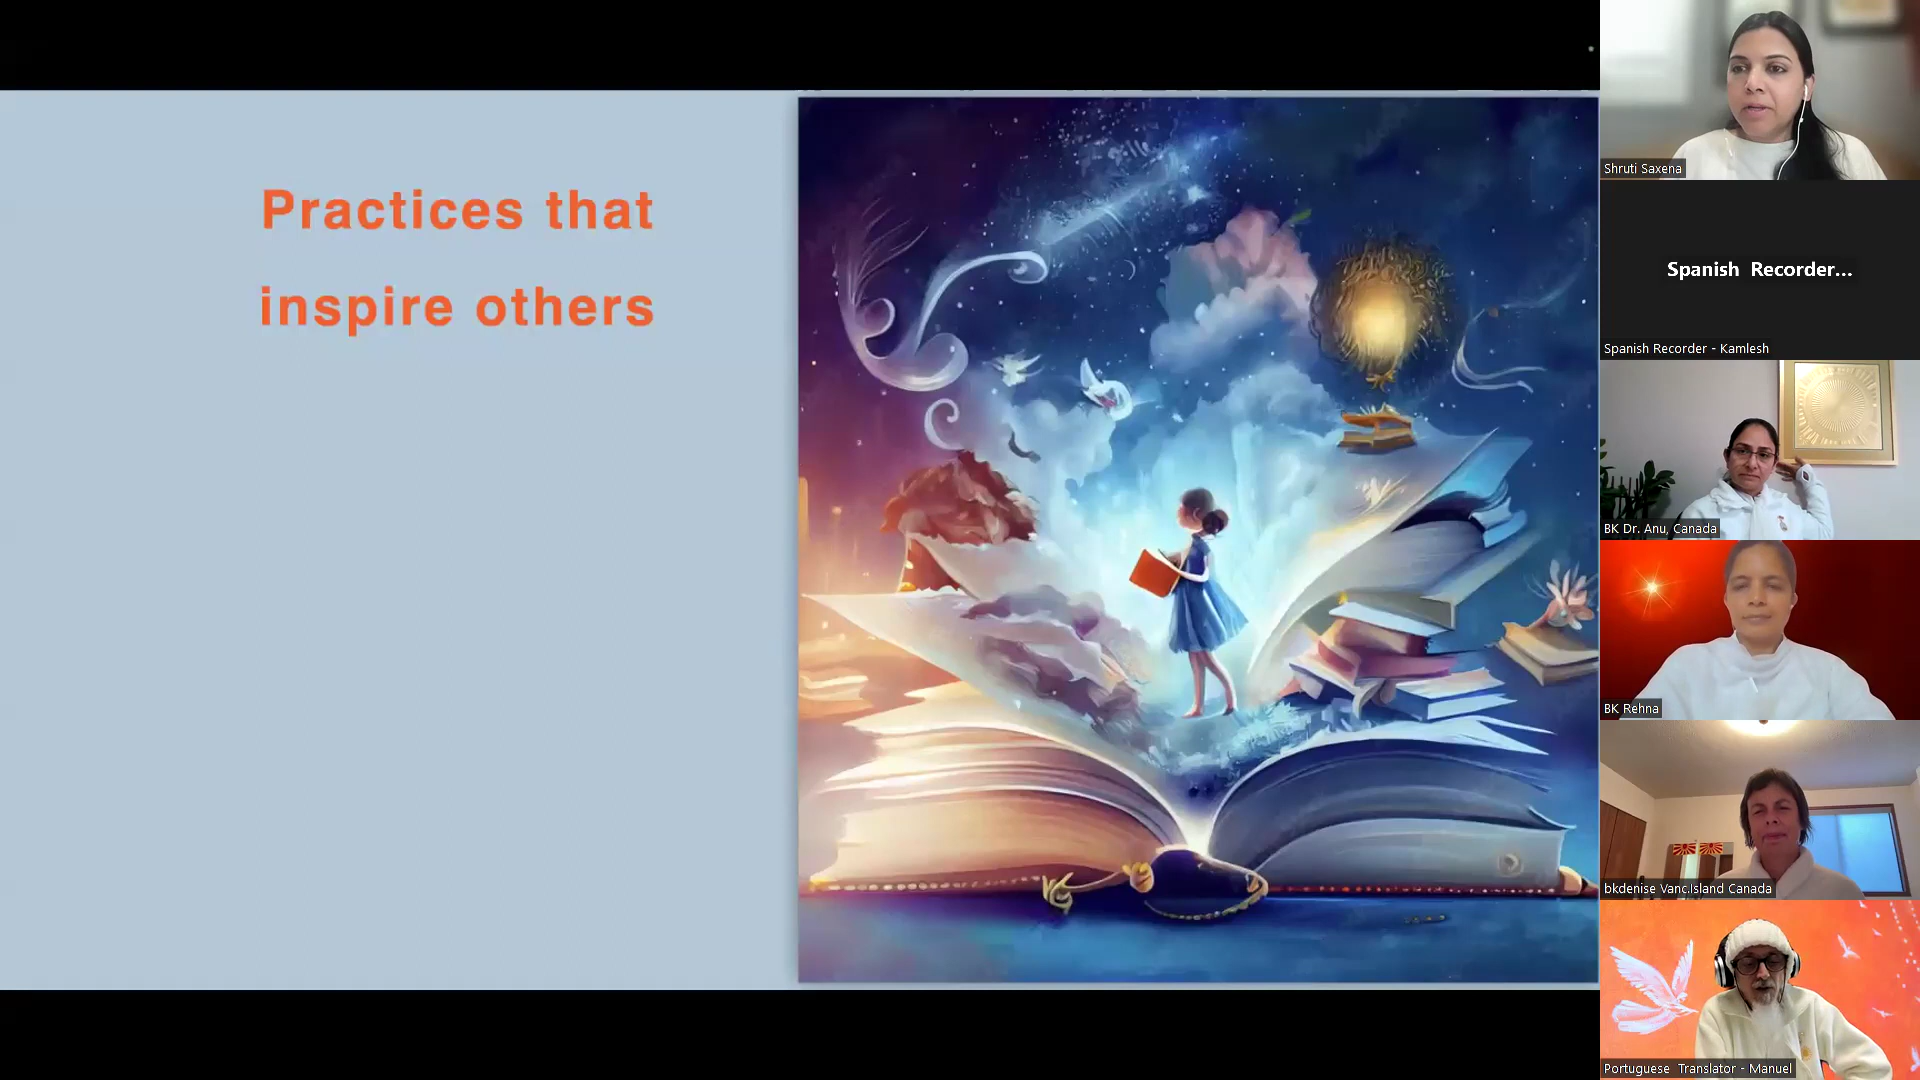 Practices that
inspire others
Shruti Saxena
Spanish Recorder...
Spanish Recorder - Kamlesh
BK Dr. Anu, Canada
BK Rehna
bkdenise Vanc.Island Canada
Portuguese Translator - Manuel